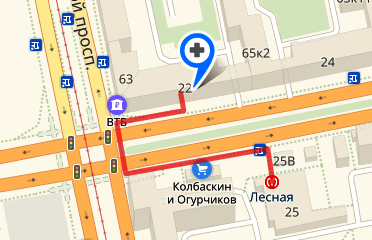 й просп.
63
22
65к2
24
ВТБ
25В
Колбаскин
и Огурчиков
Лесная
25